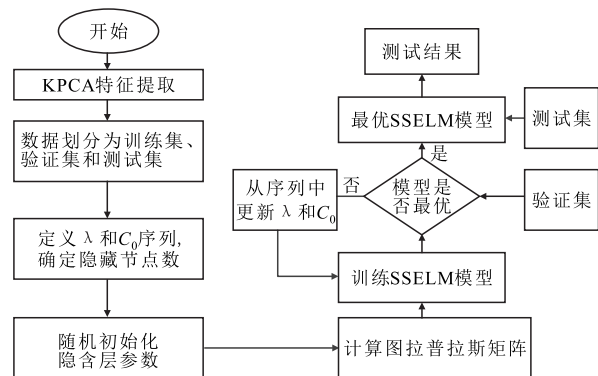 开始
KPCA特征提取
数据划分为训练集、
验证集和测试集
定义 λ 和C₀序列,
确定隐藏节点数
随机初始化
隐含层参数
计算图拉普拉斯矩阵
训练SSELM模型
从序列中
更新 λ 和C₀
否
模型是
否最优
验证集
是
最优SSELM模型
测试集
测试结果